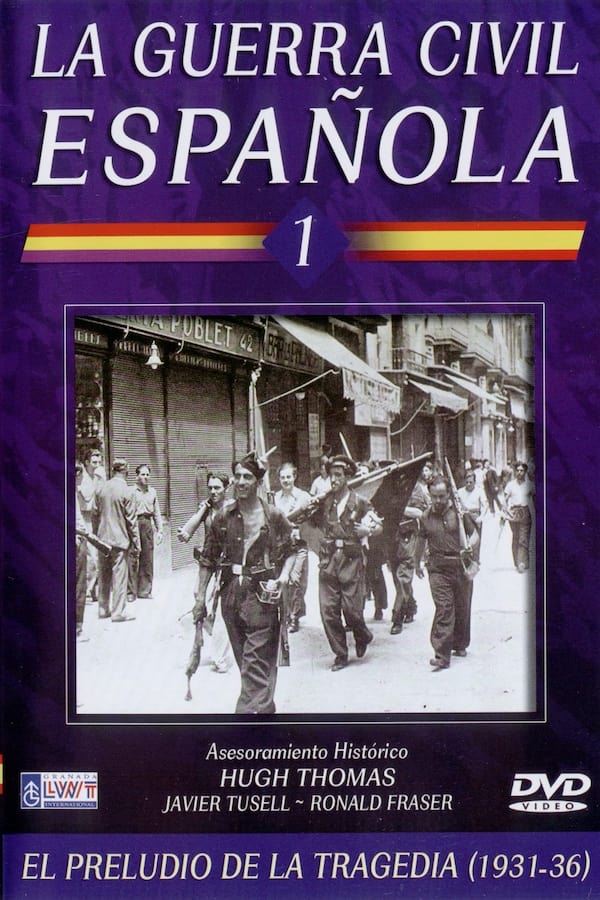 LA GUERRA CIVIL
ESPAÑOLA
1
POBLET 42
Asesoramiento Histórico
HUGH THOMAS
JAVIER TUSELL ~ RONALD FRASER
GRANADA
LWT
INTERNATIONAL
DVD
VIDEO
EL PRELUDIO DE LA TRAGEDIA (1931-36)